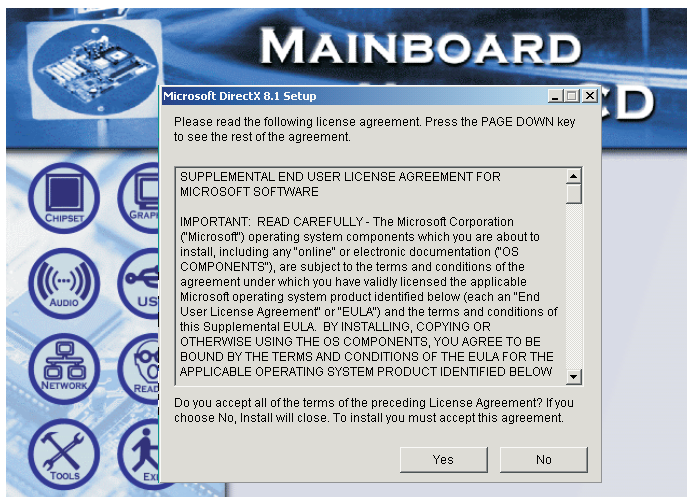 MAINBOARD
CD
Microsoft DirectX 8.1 Setup
Please read the following license agreement. Press the PAGE DOWN key
to see the rest of the agreement.
SUPPLEMENTAL END USER LICENSE AGREEMENT FOR
MICROSOFT SOFTWARE
IMPORTANT: READ CAREFULLY - The Microsoft Corporation
("Microsoft") operating system components which you are about to
install, including any "online" or electronic documentation ("OS
COMPONENTS"), are subject to the terms and conditions of the
agreement under which you have validly licensed the applicable
Microsoft operating system product identified below (each an "End
User License Agreement" or "EULA") and the terms and conditions of
this Supplemental EULA. BY INSTALLING, COPYING OR
OTHERWISE USING THE OS COMPONENTS, YOU AGREE TO BE
BOUND BY THE TERMS AND CONDITIONS OF THE EULA FOR THE
APPLICABLE OPERATING SYSTEM PRODUCT IDENTIFIED BELOW
Do you accept all of the terms of the preceding License Agreement? If you
choose No, Install will close. To install you must accept this agreement.
Yes
No
CHIPSET
GRAP
AUDIO
US
NETWORK
READ
TOOLS
EXI